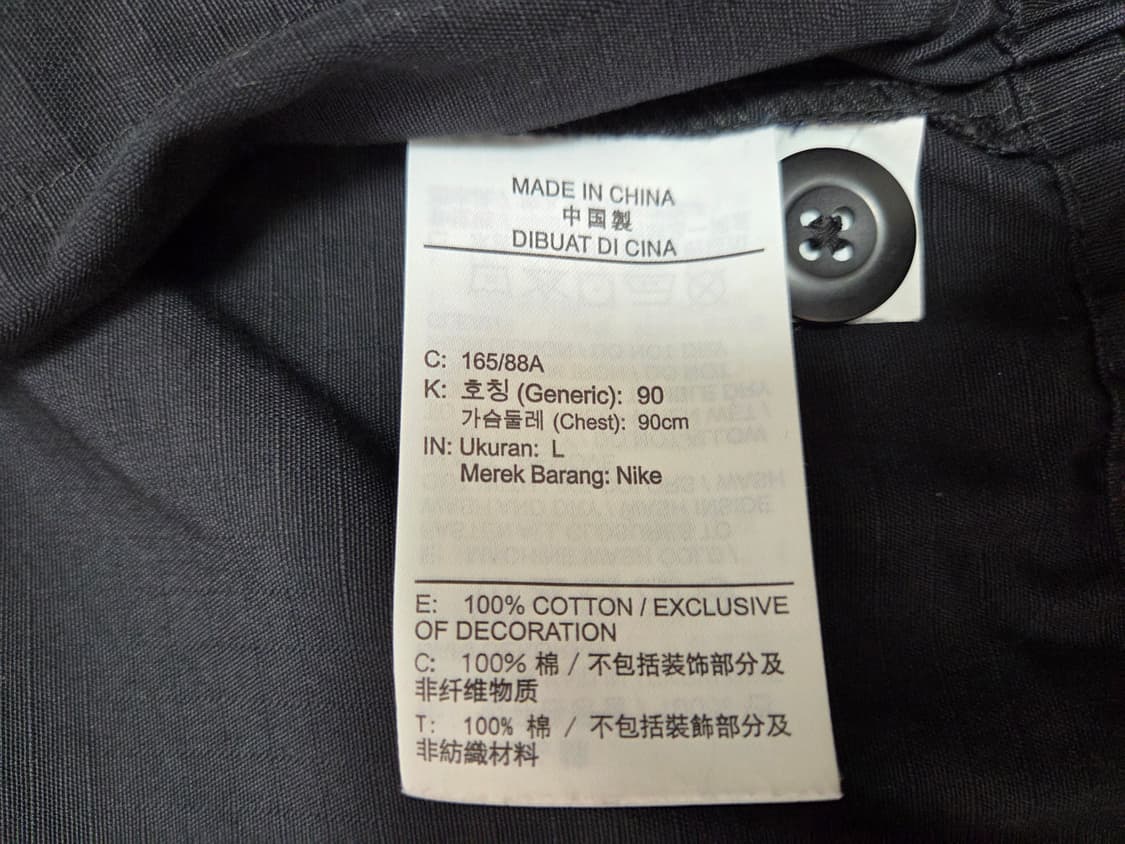 MADE IN CHINA
中国製
DIBUAT DI CINA
C: 165/88A
K: 호칭 (Generic): 90
가슴둘레 (Chest): 90cm
IN: Ukuran: L
Merek Barang: Nike
E: 100% COTTON / EXCLUSIVE
OF DECORATION
C: 100% 棉 / 不包括装饰部分及
非纤维物质
T: 100% 棉 / 不包括裝飾部分及
非紡織材料